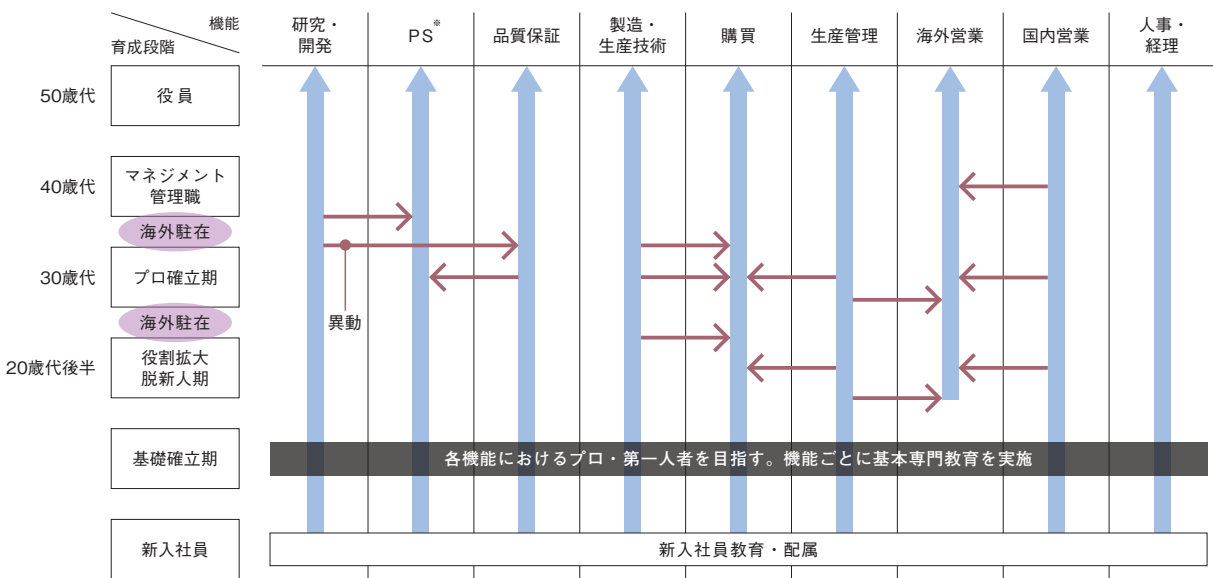 機能
育成段階
研究・
開発
PS※
品質保証
製造・
生産技術
購買
生産管理
海外営業
国内営業
人事・
経理
50歳代
役員
40歳代
マネジメント
管理職
海外駐在
30歳代
プロ確立期
海外駐在
異動
20歳代後半
役割拡大
脱新人期
基礎確立期
各機能におけるプロ・第一人者を目指す。機能ごとに基本専門教育を実施
新入社員
新入社員教育・配属